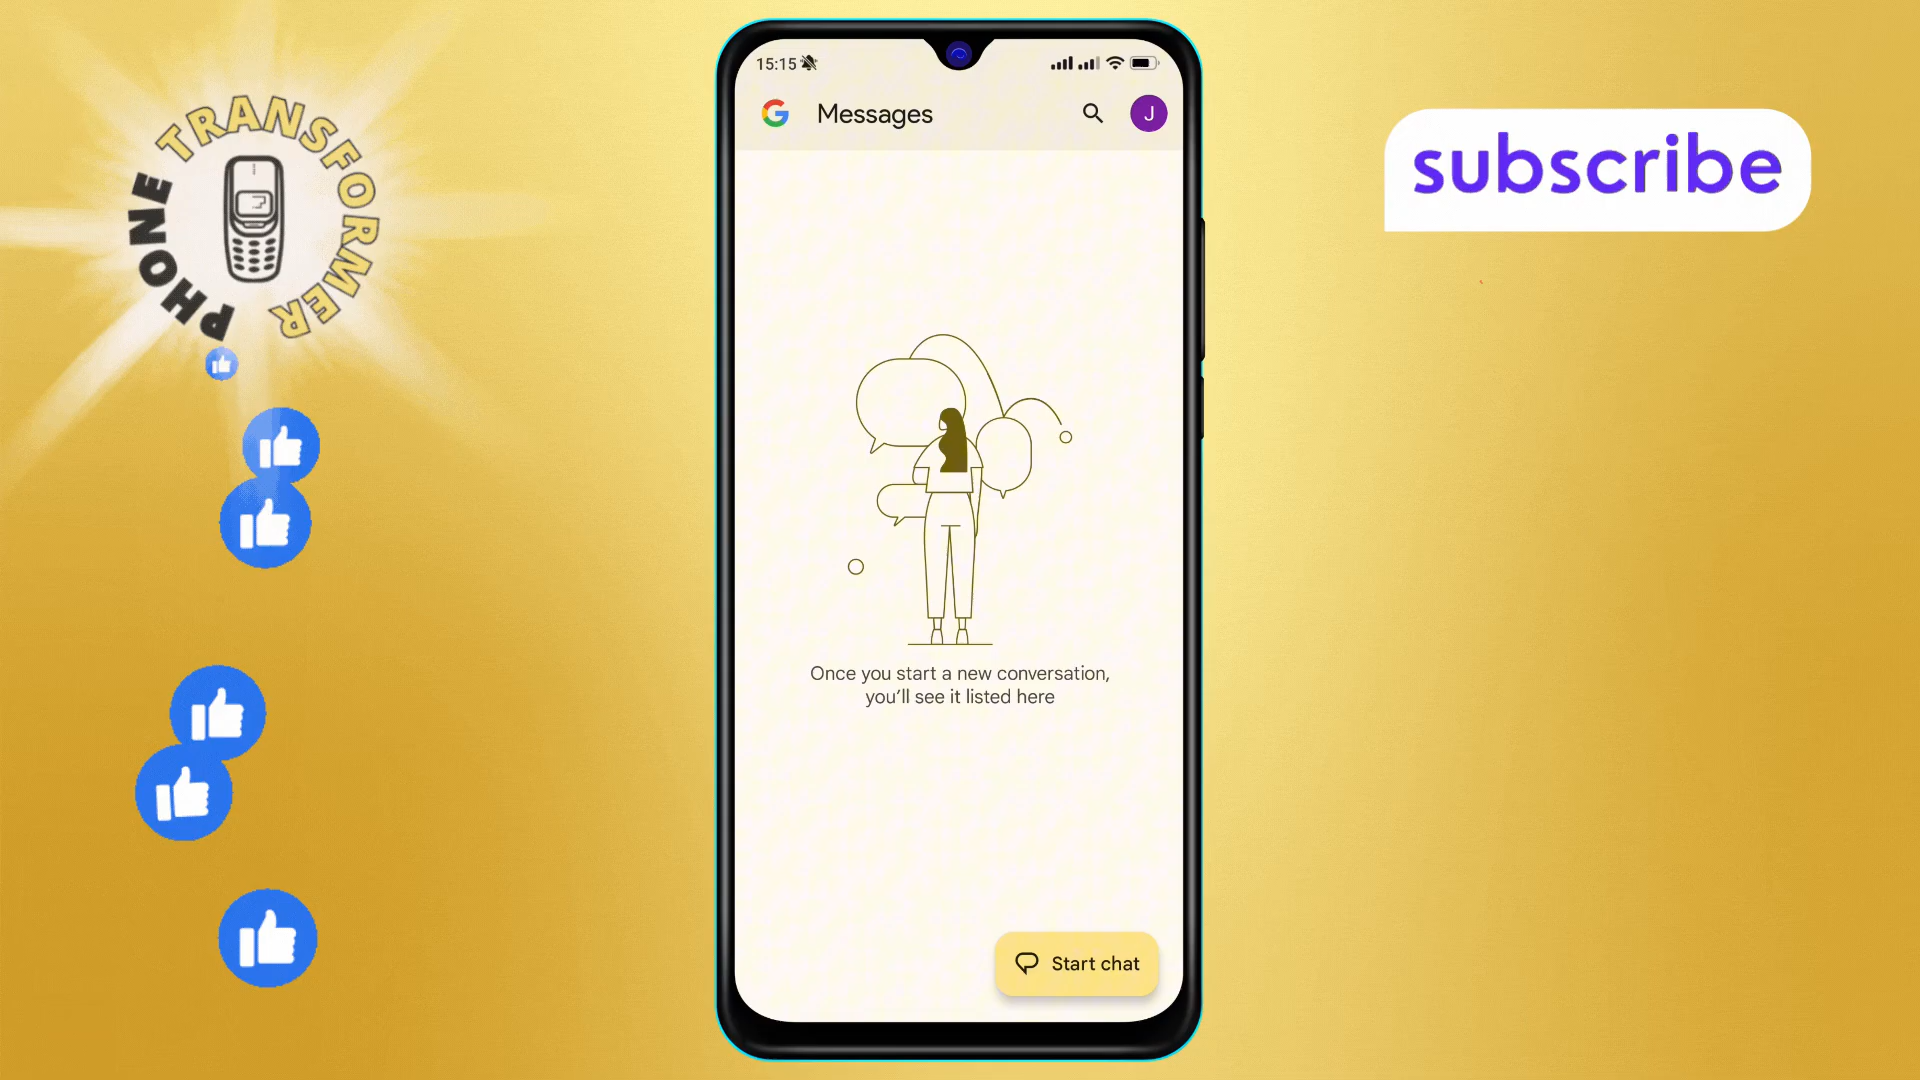 PHONE TRANSFORMER
subscribe
15:15
G Messages J
Once you start a new conversation,
you'll see it listed here
Start chat